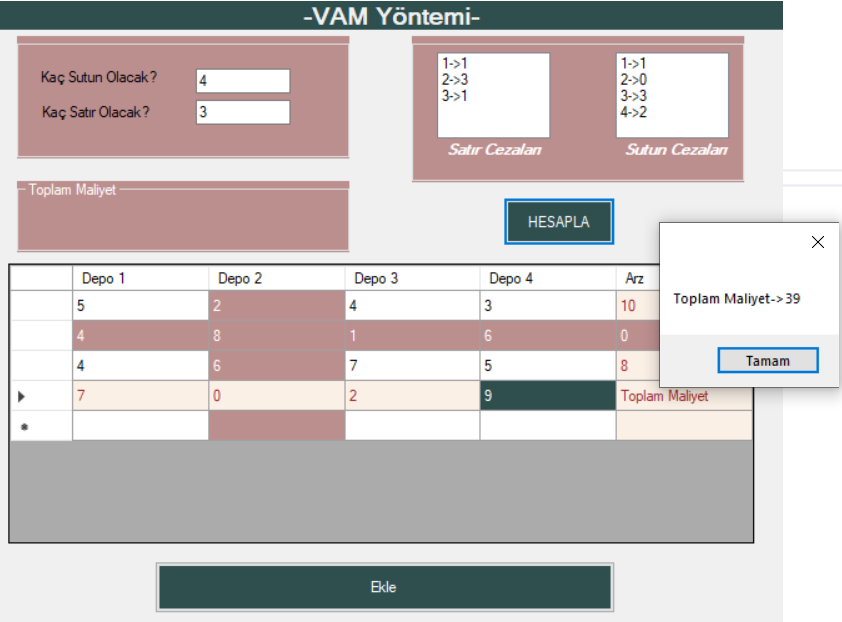 -VAM Yöntemi-
Kaç Sutun Olacak?
4
Kaç Satır Olacak?
3
1->1
2->3
3->1
Satır Cezaları
1->1
2->0
3->3
4->2
Sutun Cezaları
Toplam Maliyet
HESAPLA
Toplam Maliyet->39
Tamam
Depo 1 Depo 2 Depo 3 Depo 4 Arz
5 2 4 3 10
4 8 1 6 0
4 6 7 5 8
7 0 2 9 Toplam Maliyet
Ekle